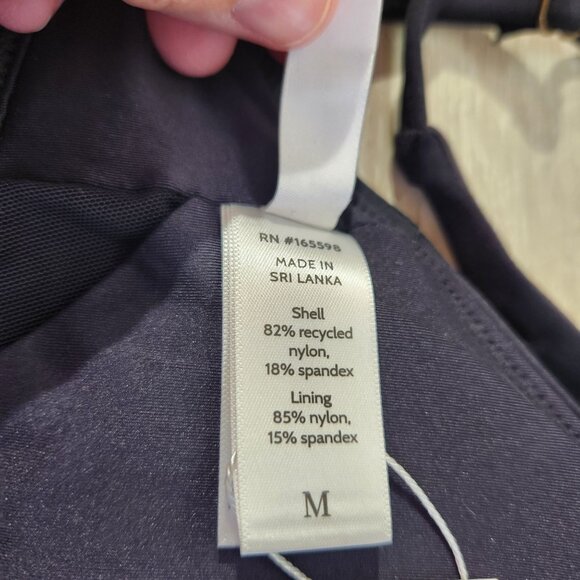 RN #165598
MADE IN
SRI LANKA
Shell
82% recycled
nylon,
18% spandex
Lining
85% nylon,
15% spandex
M